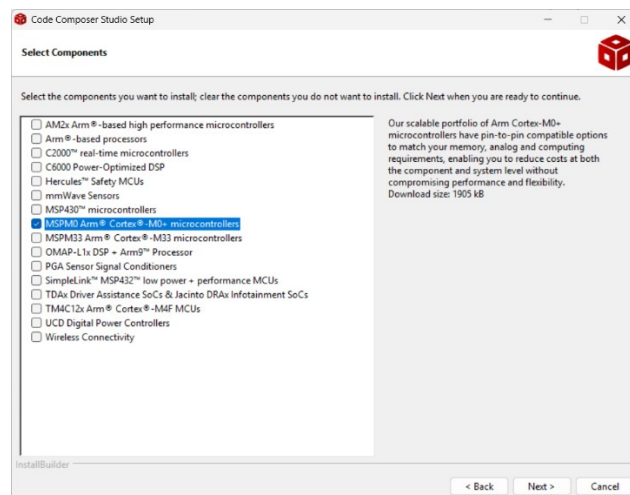 Code Composer Studio Setup
Select Components
Select the components you want to install; clear the components you do not want to install. Click Next when you are ready to continue.
AM2x Arm®-based high performance microcontrollers
Arm®-based processors
C2000™ real-time microcontrollers
C6000 Power-Optimized DSP
Hercules™ Safety MCUs
mmWave Sensors
MSP430™ microcontrollers
MSPM0 Arm® Cortex®-M0+ microcontrollers
MSPM33 Arm® Cortex®-M33 microcontrollers
OMAP-L1x DSP + Arm9™ Processor
PGA Sensor Signal Conditioners
SimpleLink™ MSP432™ low power + performance MCUs
TDAx Driver Assistance SoCs & Jacinto DRAx Infotainment SoCs
TM4C12x Arm® Cortex®-M4F MCUs
UCD Digital Power Controllers
Wireless Connectivity
Our scalable portfolio of Arm Cortex-M0+
microcontrollers have pin-to-pin compatible options
to match your memory, analog and computing
requirements, enabling you to reduce costs at both
the component and system level without
compromising performance and flexibility.
Download size: 1905 kB
InstallBuilder
< Back
Next >
Cancel